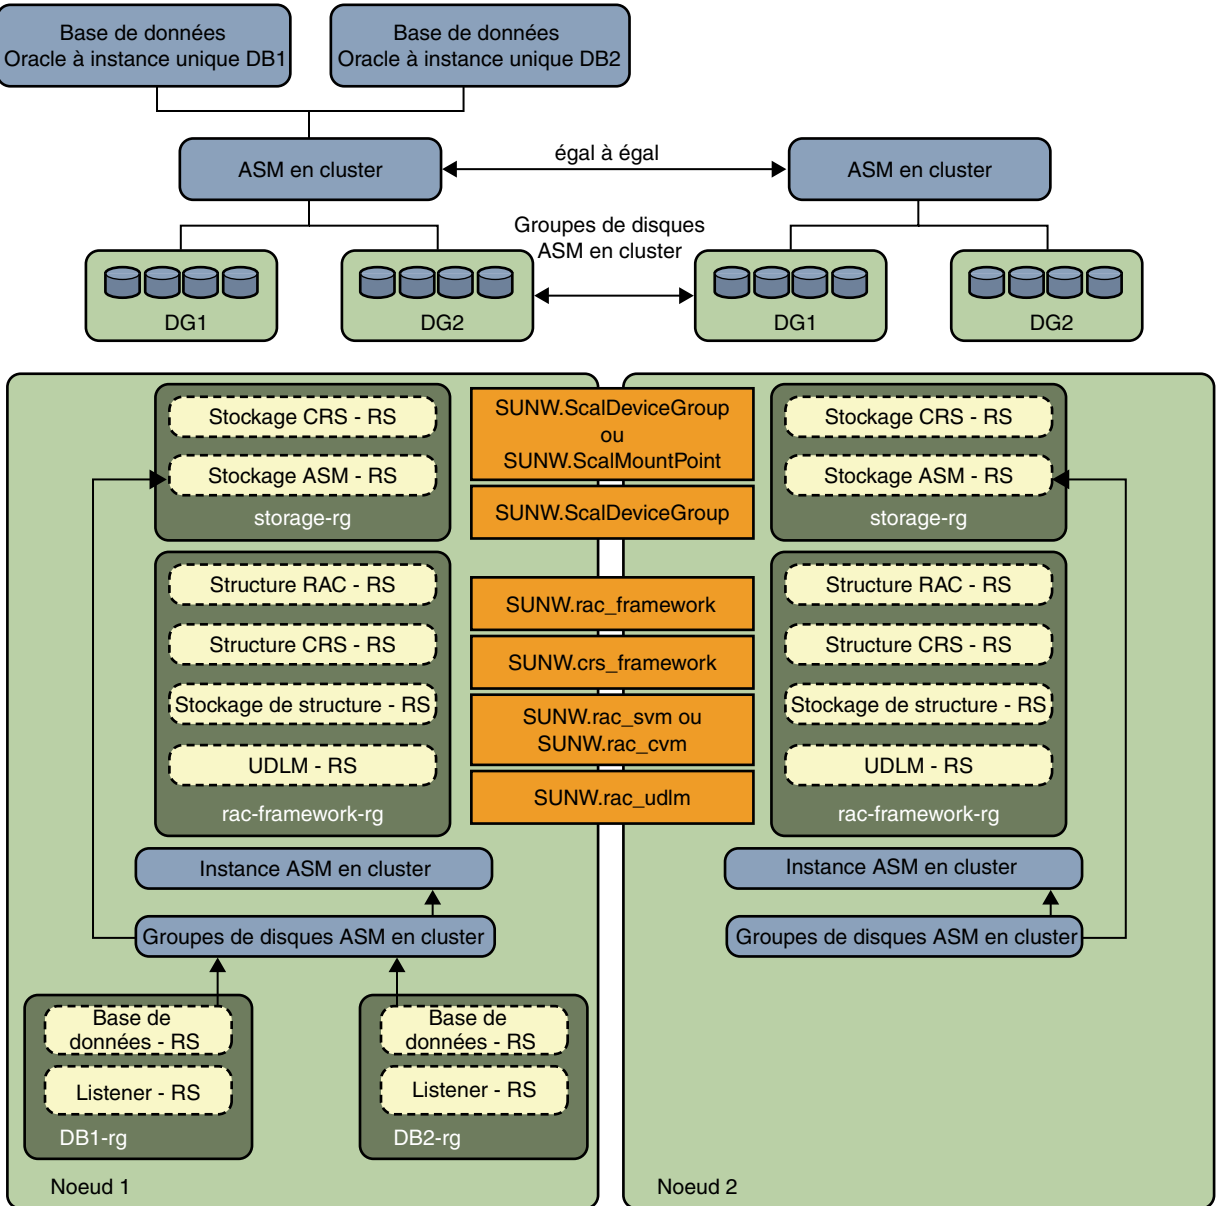 Base de données
Oracle à instance unique DB1
Base de données
Oracle à instance unique DB2
ASM en cluster
égal à égal
ASM en cluster
Groupes de disques
ASM en cluster
DG1
DG2
DG1
DG2
Stockage CRS - RS
Stockage ASM - RS
storage-rg
SUNW.ScalDeviceGroup
ou
SUNW.ScalMountPoint
SUNW.ScalDeviceGroup
Stockage CRS - RS
Stockage ASM - RS
storage-rg
Structure RAC - RS
Structure CRS - RS
Stockage de structure - RS
UDLM - RS
rac-framework-rg
SUNW.rac_framework
SUNW.crs_framework
SUNW.rac_svm ou
SUNW.rac_cvm
SUNW.rac_udlm
Structure RAC - RS
Structure CRS - RS
Stockage de structure - RS
UDLM - RS
rac-framework-rg
Instance ASM en cluster
Groupes de disques ASM en cluster
Instance ASM en cluster
Groupes de disques ASM en cluster
Base de
données - RS
Listener - RS
DB1-rg
Base de
données - RS
Listener - RS
DB2-rg
Noeud 1
Noeud 2